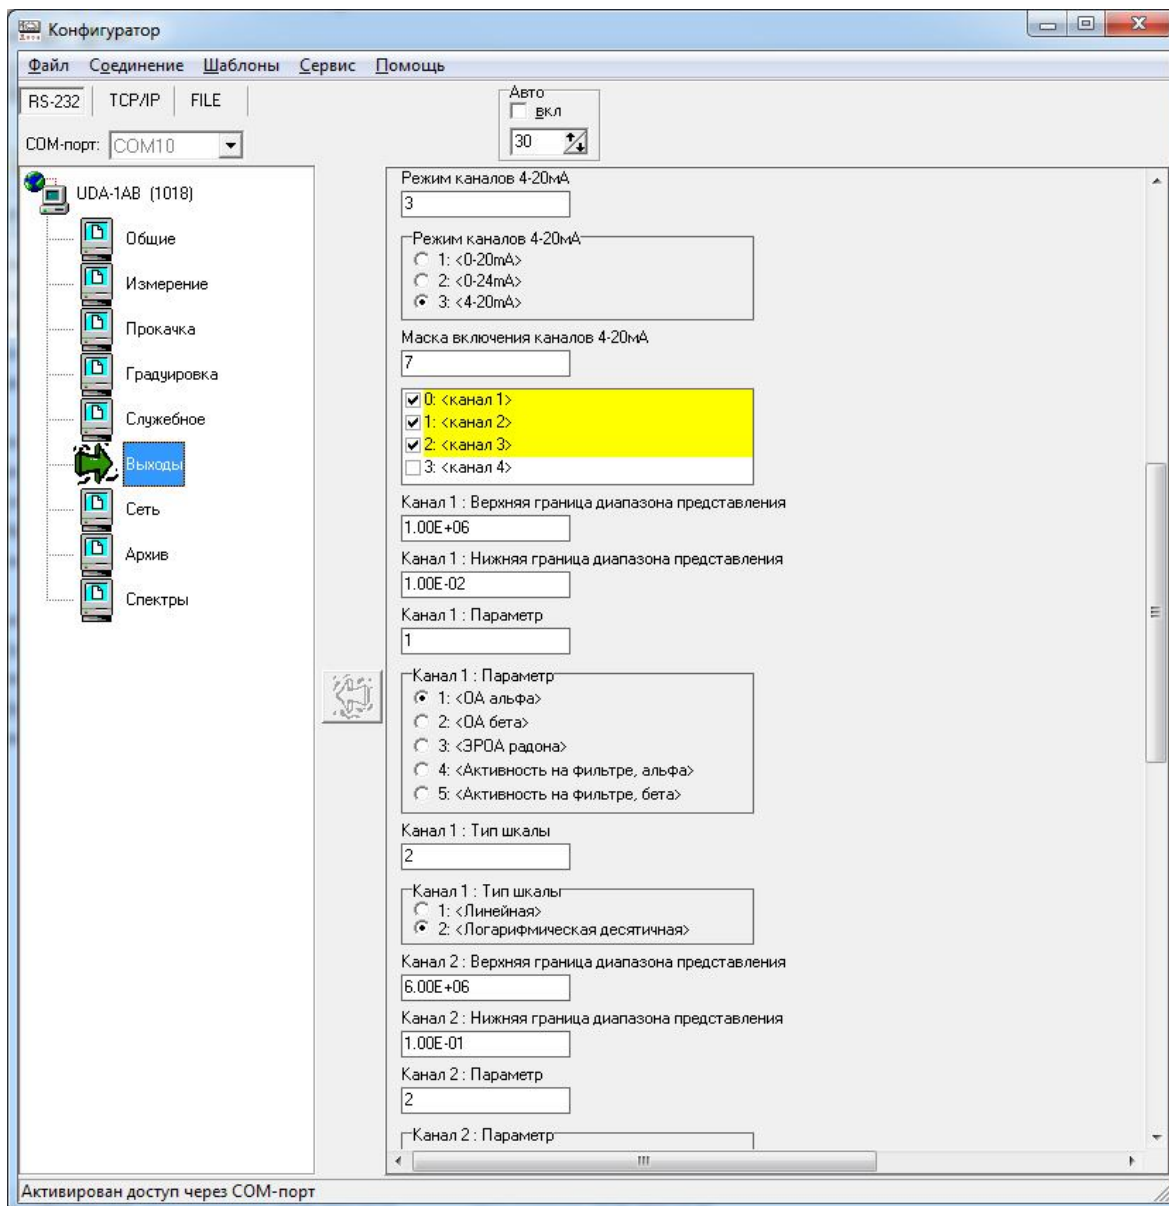 Конфигуратор
Файл Соединение Шаблоны Сервис Помощь
RS-232 TCP/IP FILE
Авто
вкл
COM-порт: COM10
30
UDA-1AB (1018)
Общие
Измерение
Прокачка
Градуировка
Служебное
Выходы
Сеть
Архив
Спектры
Режим каналов 4-20мА
3
Режим каналов 4-20мА
1: <0-20mA>
2: <0-24mA>
3: <4-20mA>
Маска включения каналов 4-20мА
7
0: <канал 1>
1: <канал 2>
2: <канал 3>
3: <канал 4>
Канал 1 : Верхняя граница диапазона представления
1.00E+06
Канал 1 : Нижняя граница диапазона представления
1.00E-02
Канал 1 : Параметр
1
Канал 1 : Параметр
1: <ОА альфа>
2: <ОА бета>
3: <ЭРОА радона>
4: <Активность на фильтре, альфа>
5: <Активность на фильтре, бета>
Канал 1 : Тип шкалы
2
Канал 1 : Тип шкалы
1: <Линейная>
2: <Логарифмическая десятичная>
Канал 2 : Верхняя граница диапазона представления
6.00E+06
Канал 2 : Нижняя граница диапазона представления
1.00E-01
Канал 2 : Параметр
2
Канал 2 : Параметр
Активирован доступ через COM-порт